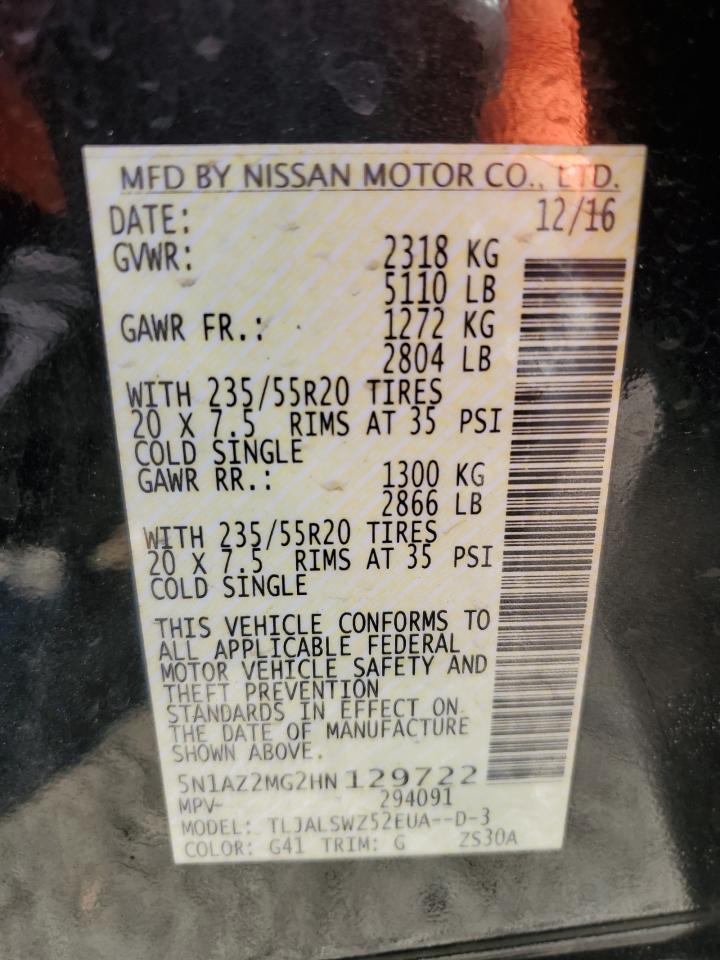 MFD BY NISSAN MOTOR CO., LTD.
DATE: 12/16
GVWR: 2318 KG
5110 LB
GAWR FR.: 1272 KG
2804 LB
WITH 235/55R20 TIRES
20 X 7.5 RIMS AT 35 PSI
COLD SINGLE
GAWR RR.: 1300 KG
2866 LB
WITH 235/55R20 TIRES
20 X 7.5 RIMS AT 35 PSI
COLD SINGLE
THIS VEHICLE CONFORMS TO
ALL APPLICABLE FEDERAL
MOTOR VEHICLE SAFETY AND
THEFT PREVENTION
STANDARDS IN EFFECT ON
THE DATE OF MANUFACTURE
SHOWN ABOVE.
5N1AZ2MG2HN 129722
MPV- 294091
MODEL: TLJALSWZ52EUA--D-3
COLOR: G41 TRIM: G ZS30A